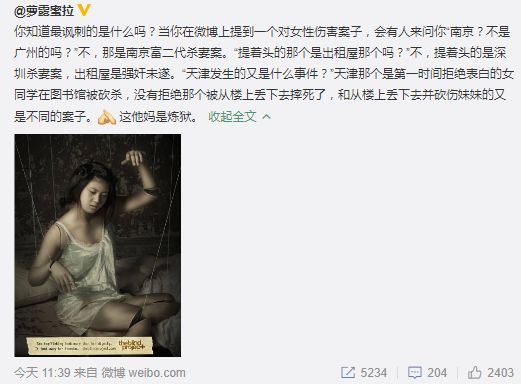 @萝露蜜拉
你知道最讽刺的是什么吗？当你在微博上提到一个对女性伤害案子，会有人来问你“南京？不是
广州的吗？”不，那是南京富二代杀妻案。“提着头的那个是出租屋那个吗？”不，提着头的是深
圳杀妻案，出租屋是强奸未遂。“天津发生的又是什么事件？”天津那个是第一时间拒绝表白的女
同学在图书馆被砍杀，没有拒绝那个被从楼上丢下去摔死了，和从楼上丢下去并砍伤妹妹的又
是不同的案子。 这他妈是炼狱。 收起全文
theblind
project
今天 11:39 来自 微博 weibo.com
5234 204 2403